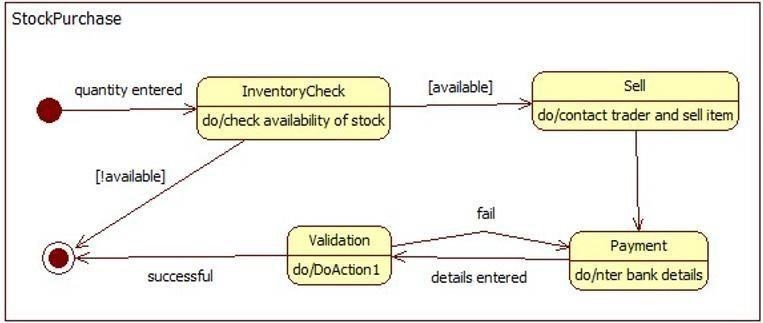 StockPurchase
quantity entered
InventoryCheck
do/check availability of stock
[available]
Sell
do/contact trader and sell item
[!available]
fail
Validation
do/DoAction1
Payment
do/nter bank details
successful
details entered